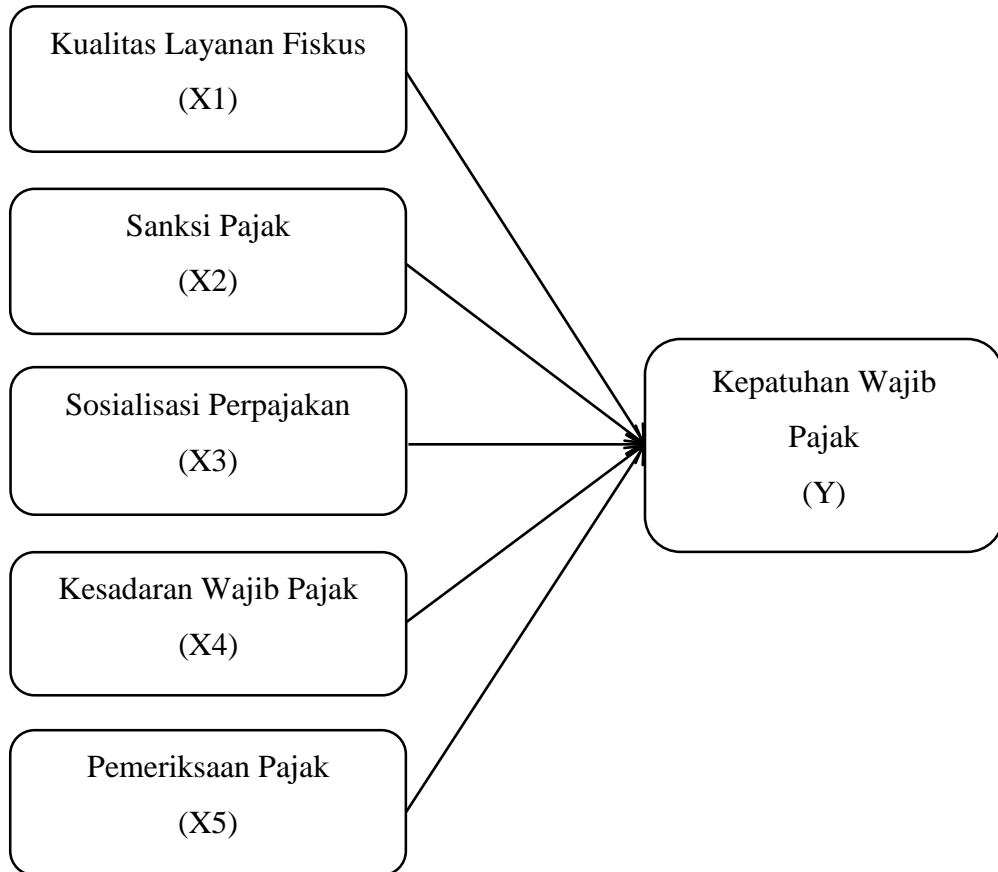 Kualitas Layanan Fiskus
(X1)
Sanksi Pajak
(X2)
Sosialisasi Perpajakan
(X3)
Kesadaran Wajib Pajak
(X4)
Pemeriksaan Pajak
(X5)
Kepatuhan Wajib
Pajak
(Y)